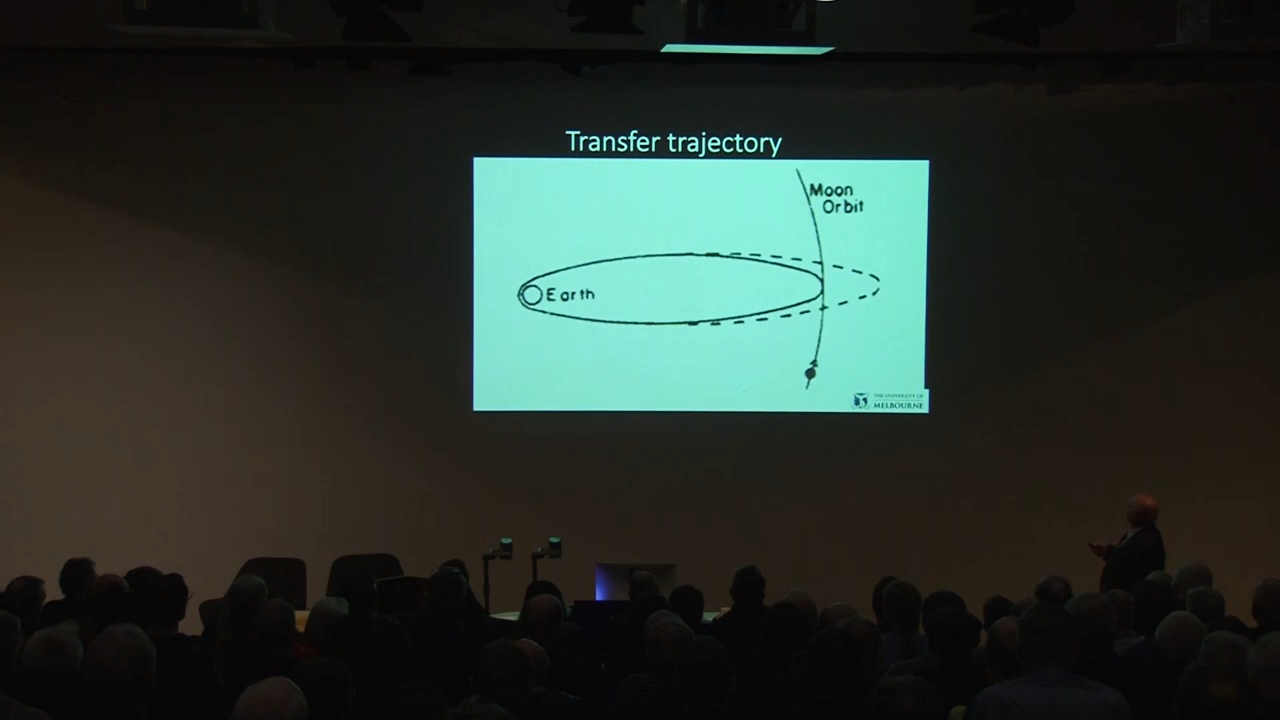 Transfer trajectory
Moon
Orbit
Earth
THE UNIVERSITY OF
MELBOURNE